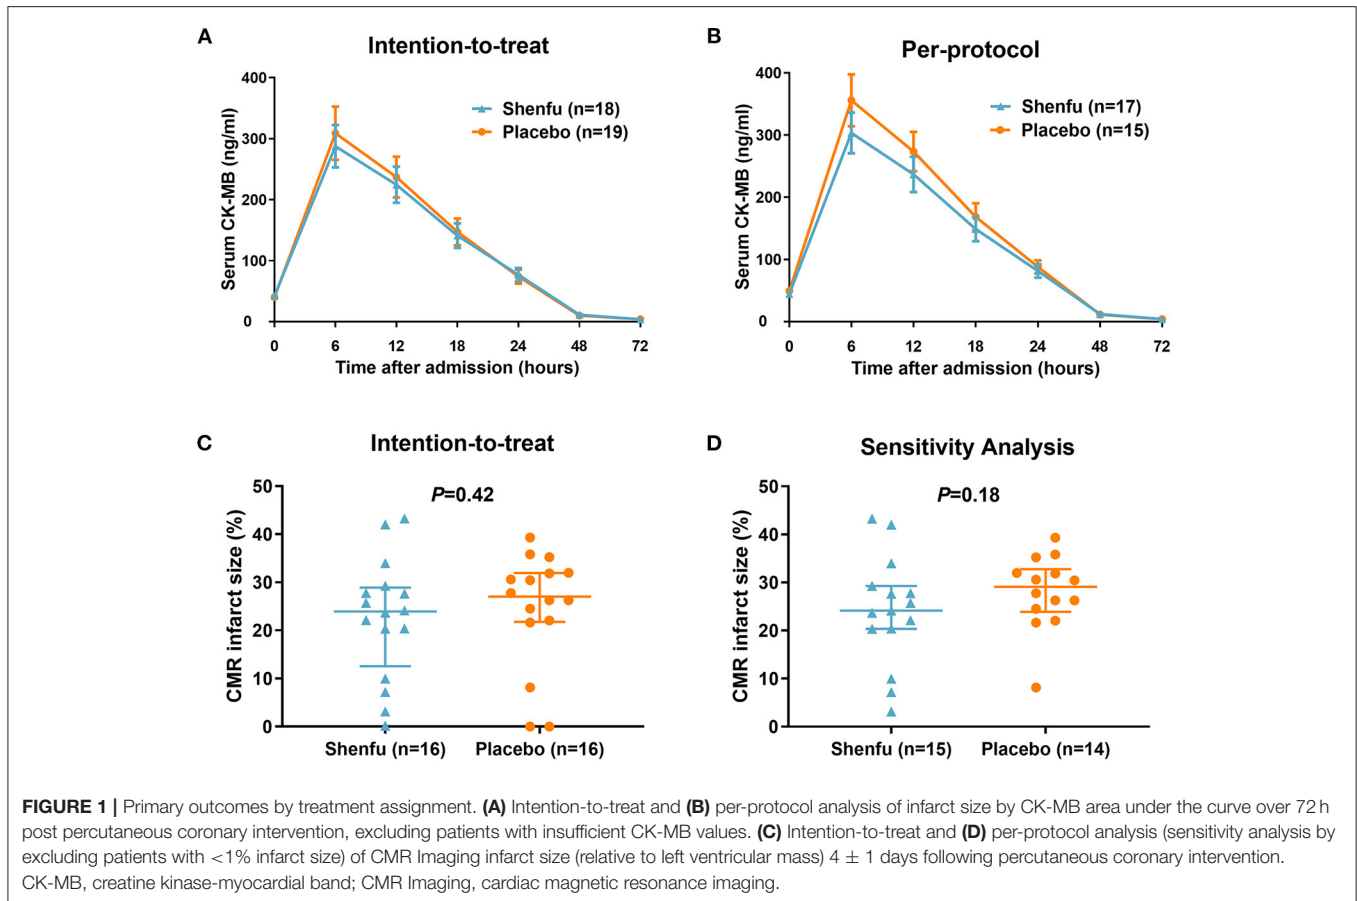 A
Intention-to-treat
400
300
200
100
0
Serum CK-MB (ng/ml)
Shenfu (n=18)
Placebo (n=19)
0 6 12 18 24 48 72
Time after admission (hours)
B
Per-protocol
400
300
200
100
0
Serum CK-MB (ng/ml)
Shenfu (n=17)
Placebo (n=15)
0 6 12 18 24 48 72
Time after admission (hours)
C
Intention-to-treat
P=0.42
50
40
30
20
10
0
CMR infarct size (%)
Shenfu (n=16) Placebo (n=16)
D
Sensitivity Analysis
P=0.18
50
40
30
20
10
0
CMR infarct size (%)
Shenfu (n=15) Placebo (n=14)
FIGURE 1 | Primary outcomes by treatment assignment. (A) Intention-to-treat and (B) per-protocol analysis of infarct size by CK-MB area under the curve over 72 h
post percutaneous coronary intervention, excluding patients with insufficient CK-MB values. (C) Intention-to-treat and (D) per-protocol analysis (sensitivity analysis by
excluding patients with <1% infarct size) of CMR Imaging infarct size (relative to left ventricular mass) 4 ± 1 days following percutaneous coronary intervention.
CK-MB, creatine kinase-myocardial band; CMR Imaging, cardiac magnetic resonance imaging.